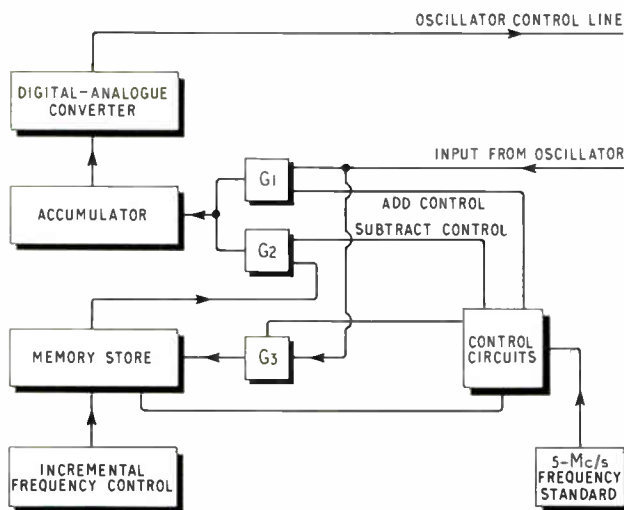 OSCILLATOR CONTROL LINE
DIGITAL-ANALOGUE
CONVERTER
INPUT FROM OSCILLATOR
G1
ACCUMULATOR
ADD CONTROL
SUBTRACT CONTROL
G2
MEMORY STORE
G3
CONTROL
CIRCUITS
INCREMENTAL
FREQUENCY CONTROL
5-Mc/s
FREQUENCY
STANDARD